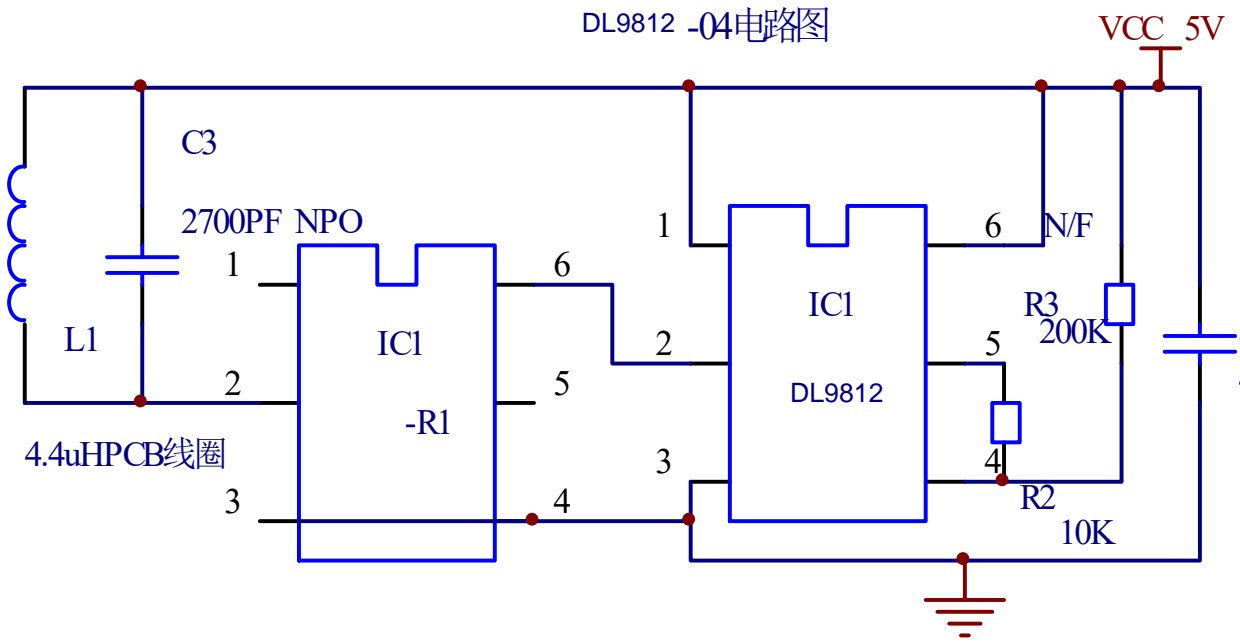 DL9812 -04电路图
VCC 5V
C3
2700PF NPO
1
6
N/F
1
6
IC1
R3
200K
L1
IC1
2
5
2
5
DL9812
-R1
4.4uHPCB线圈
3
4
R2
3
4
10K